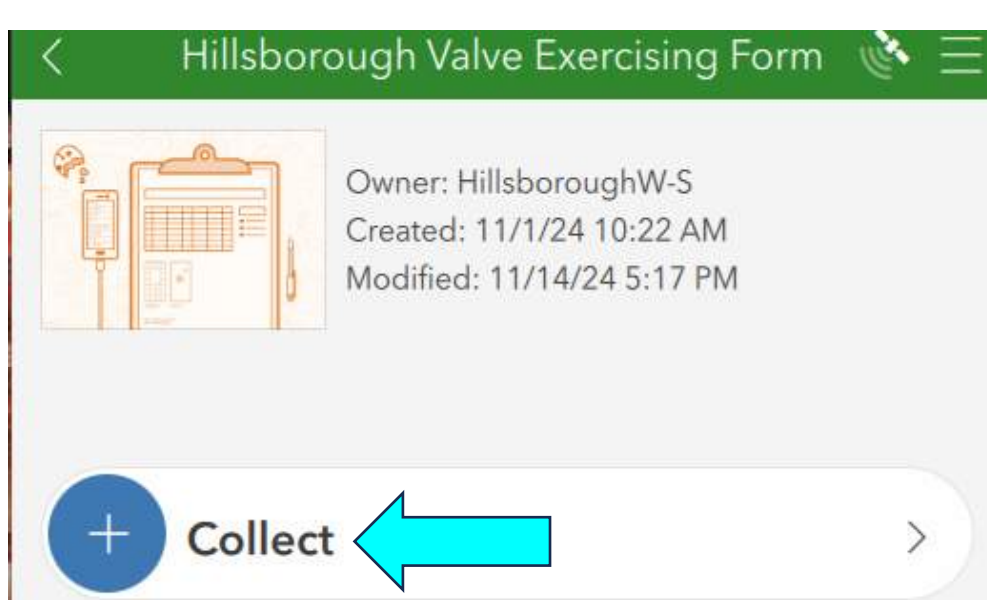 Hillsborough Valve Exercising Form
Owner: HillsboroughW-S
Created: 11/1/24 10:22 AM
Modified: 11/14/24 5:17 PM
Collect